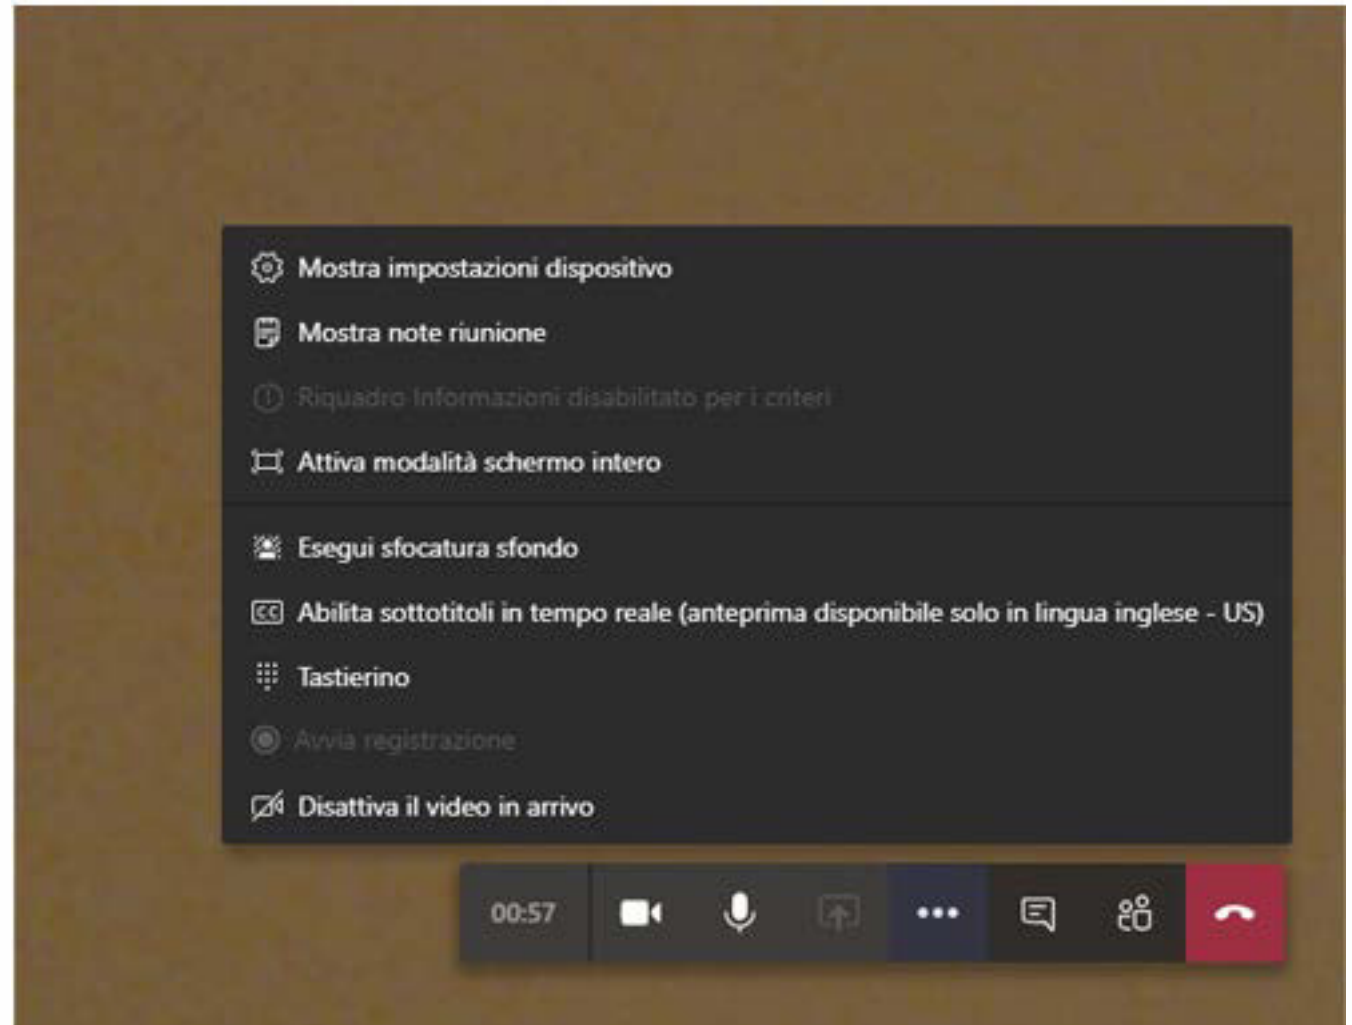 Mostra impostazioni dispositivo
Mostra note riunione
Riquadro Informazioni disabilitato per i criteri
Attiva modalità schermo intero
Esegui sfocatura sfondo
CC Abilita sottotitoli in tempo reale (anteprima disponibile solo in lingua inglese - US)
Tastierino
Avvia registrazione
Disattiva il video in arrivo
00:57